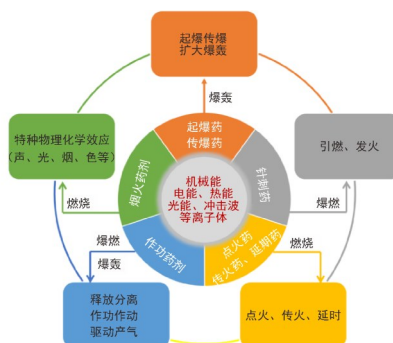 起爆传爆
扩大爆轰
爆轰
特种物理化学效应
(声、光、烟、色等)
起爆药
传爆药
引燃、发火
烟火药剂
针刺药
机械能
电能、热能
光能、冲击波
等离子体
燃烧
爆燃
作功药剂
点火药
传火药、延期药
爆燃
爆轰
燃烧
释放分离
作功作动
驱动产气
点火、传火、延时